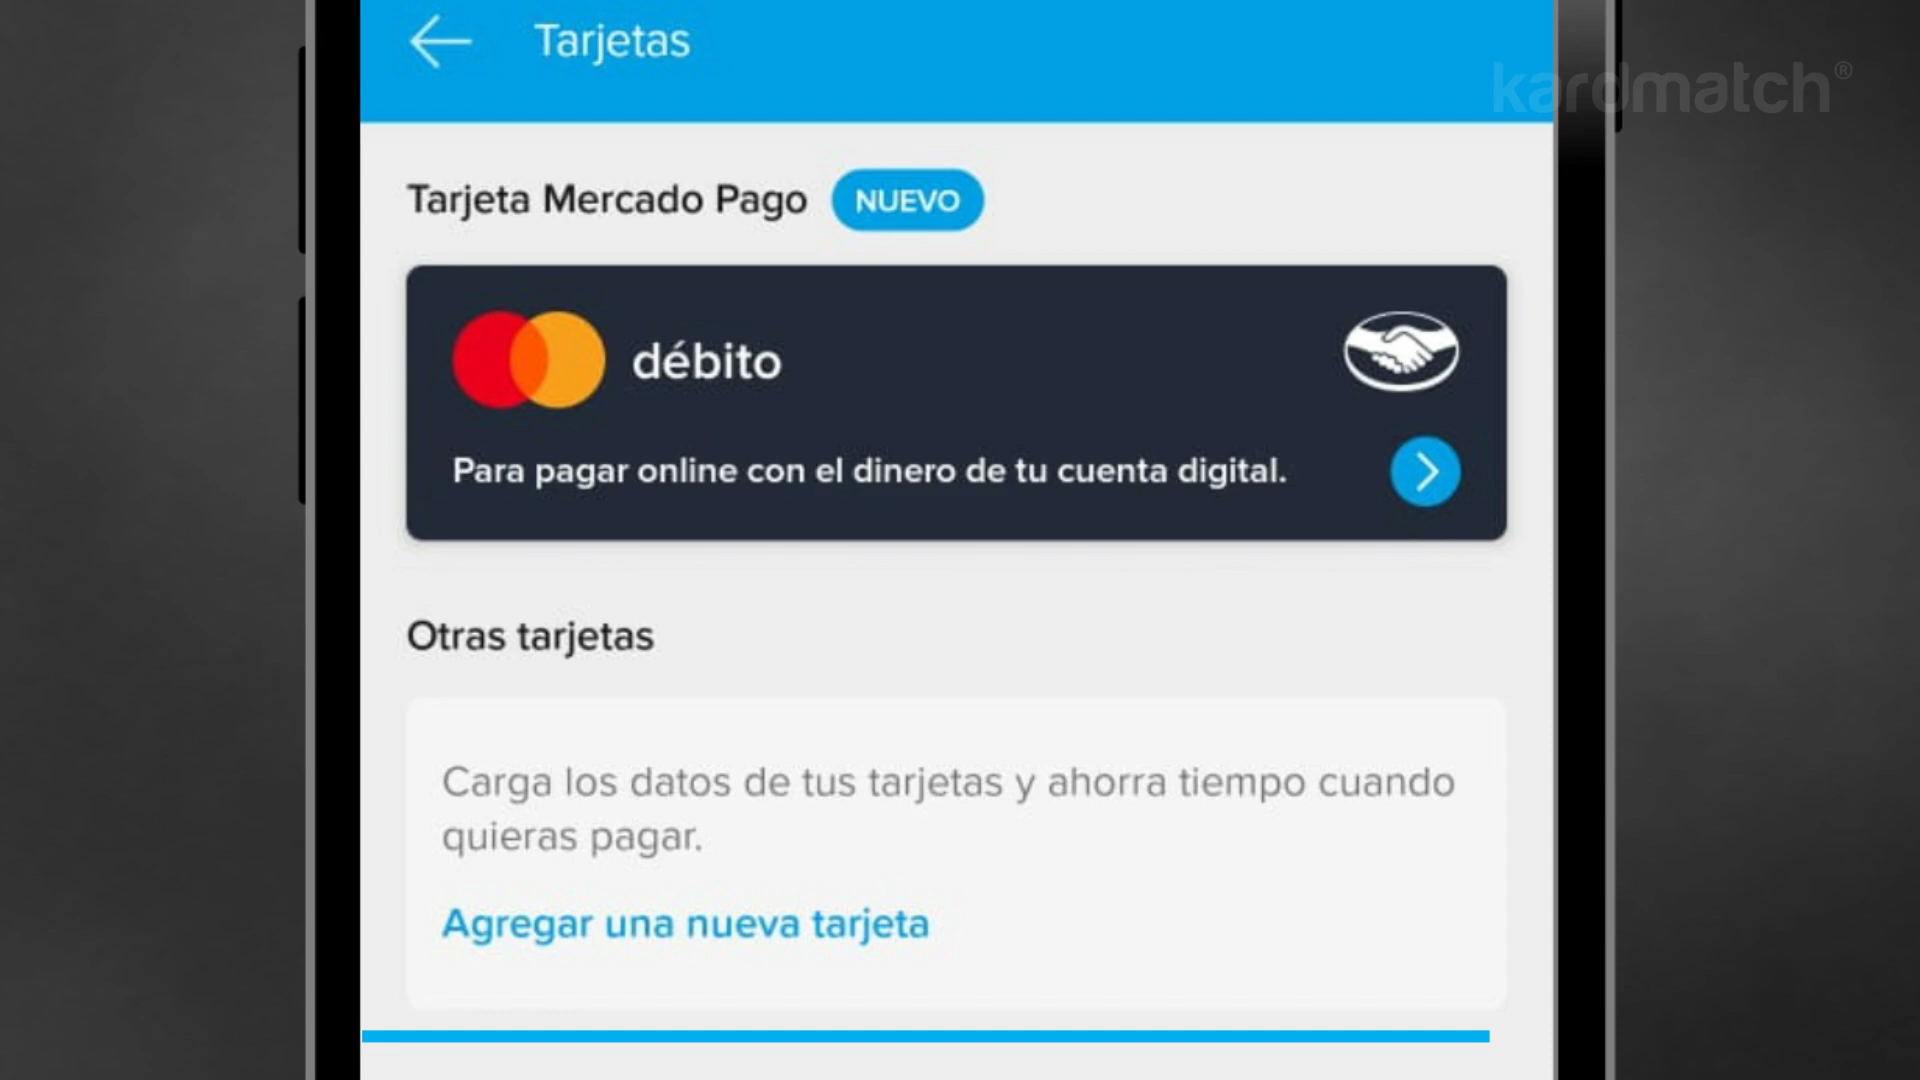 Tarjetas
kardmatch®
Tarjeta Mercado Pago NUEVO
débito
Para pagar online con el dinero de tu cuenta digital.
Otras tarjetas
Carga los datos de tus tarjetas y ahorra tiempo cuando
quieras pagar.
Agregar una nueva tarjeta